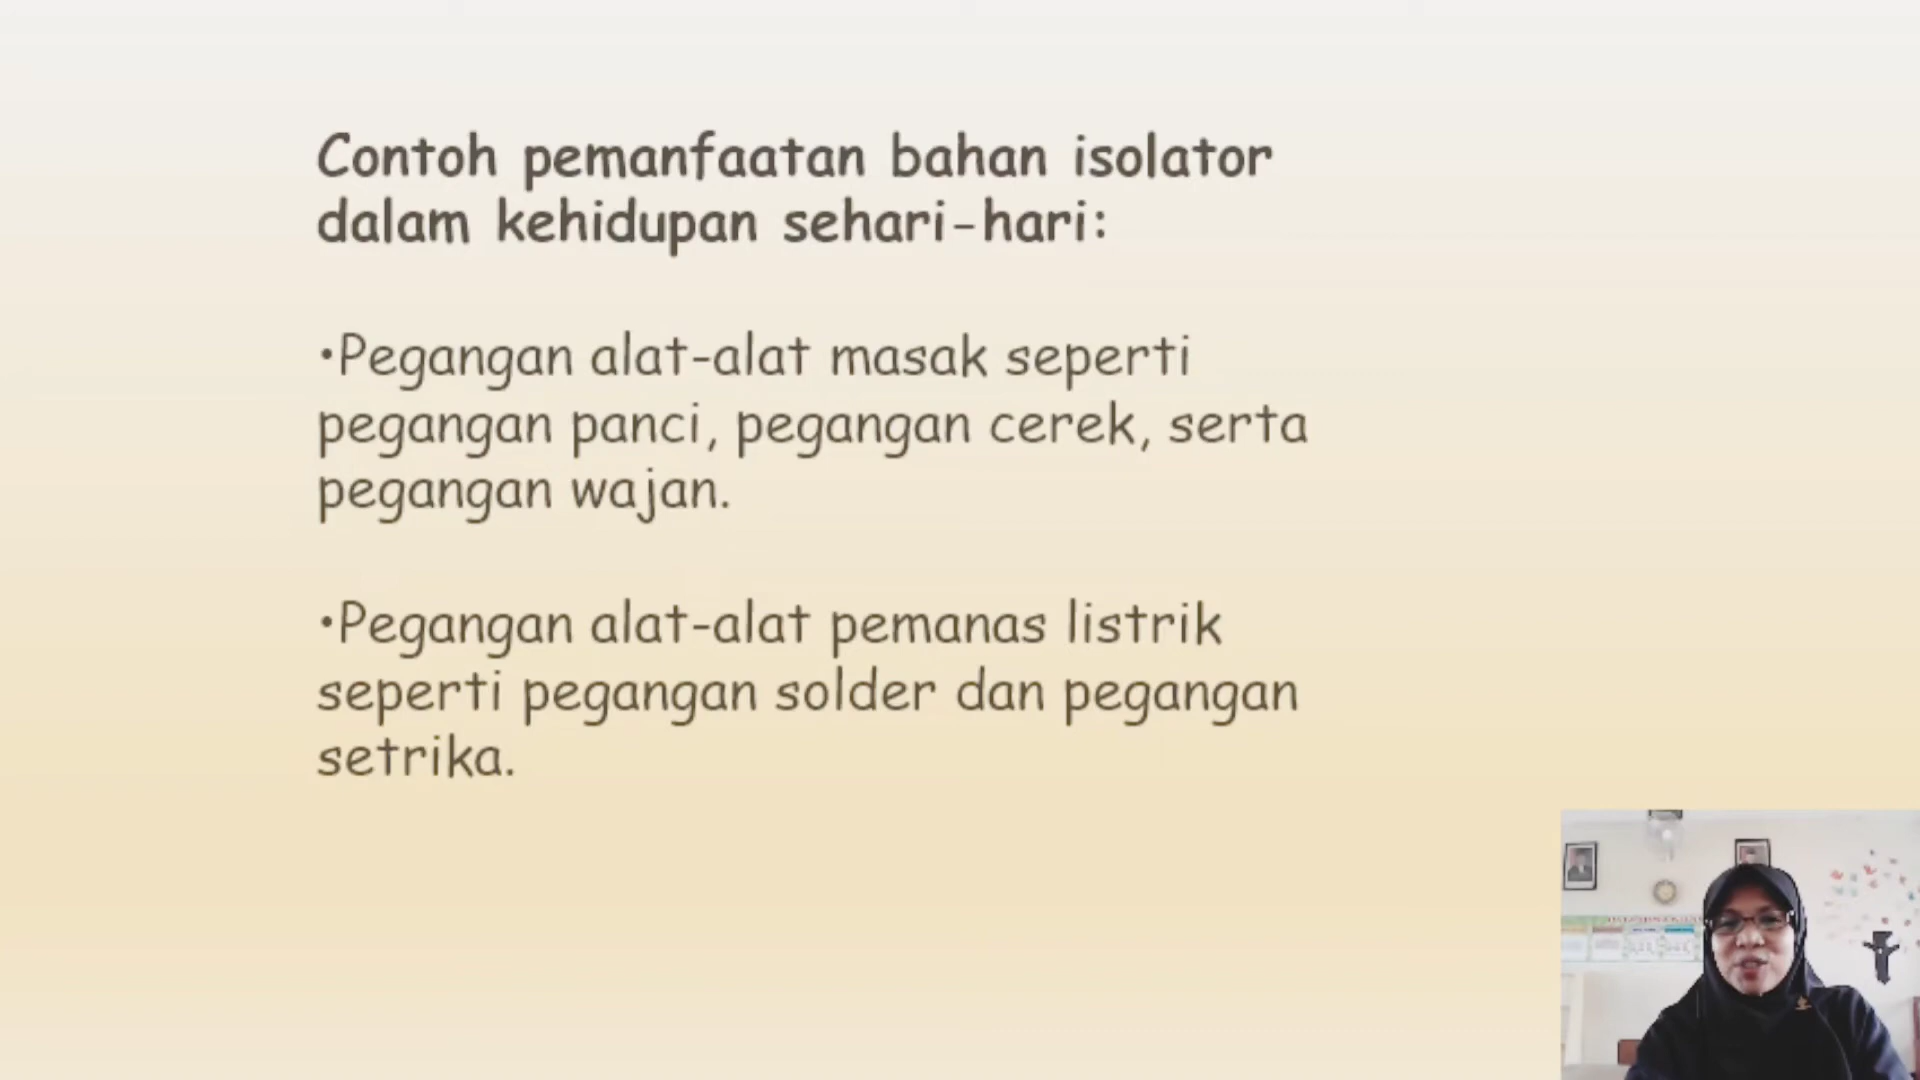 Contoh pemanfaatan bahan isolator
dalam kehidupan sehari-hari:
•Pegangan alat-alat masak seperti
pegangan panci, pegangan cerek, serta
pegangan wajan.
•Pegangan alat-alat pemanas listrik
seperti pegangan solder dan pegangan
setrika.